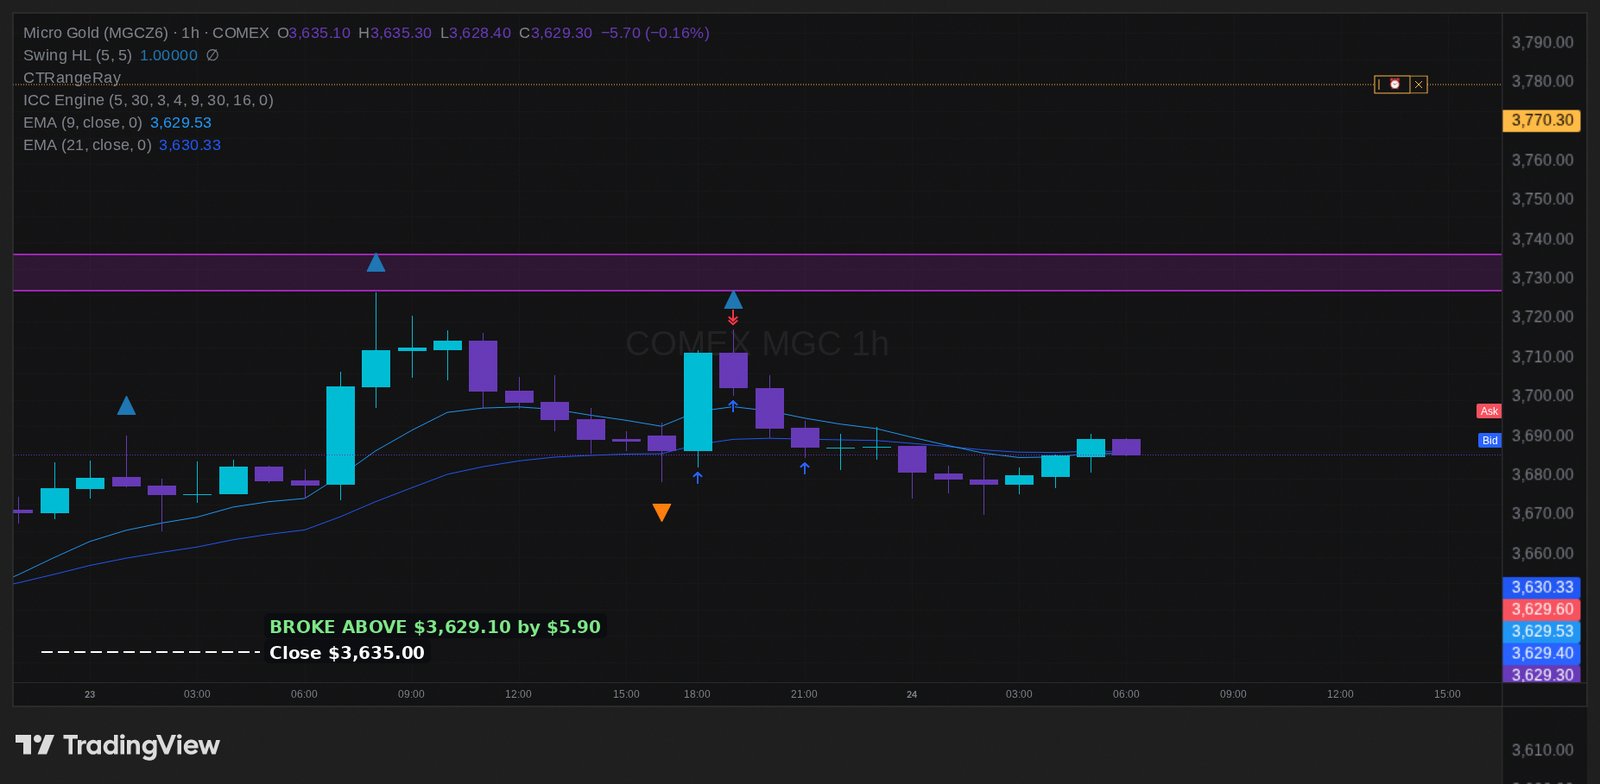 Micro Gold (MGCZ6) · 1h · COMEX O3,635.10 H3,635.30 L3,628.40 C3,629.30 −5.70 (−0.16%)
Swing HL (5, 5) 1.00000 ∅
CTRangeRay
ICC Engine (5, 30, 3, 4, 9, 30, 16, 0)
EMA (9, close, 0) 3,629.53
EMA (21, close, 0) 3,630.33
COMEX MGC 1h
BROKE ABOVE $3,629.10 by $5.90
Close $3,635.00
3,790.00
3,780.00
3,770.30
3,760.00
3,750.00
3,740.00
3,730.00
3,720.00
3,710.00
3,700.00
Ask
3,690.00
Bid
3,680.00
3,670.00
3,660.00
3,630.33
3,629.60
3,629.53
3,629.40
3,629.30
23 03:00 06:00 09:00 12:00 15:00 18:00 21:00 24 03:00 06:00 09:00 12:00 15:00
TradingView
3,610.00